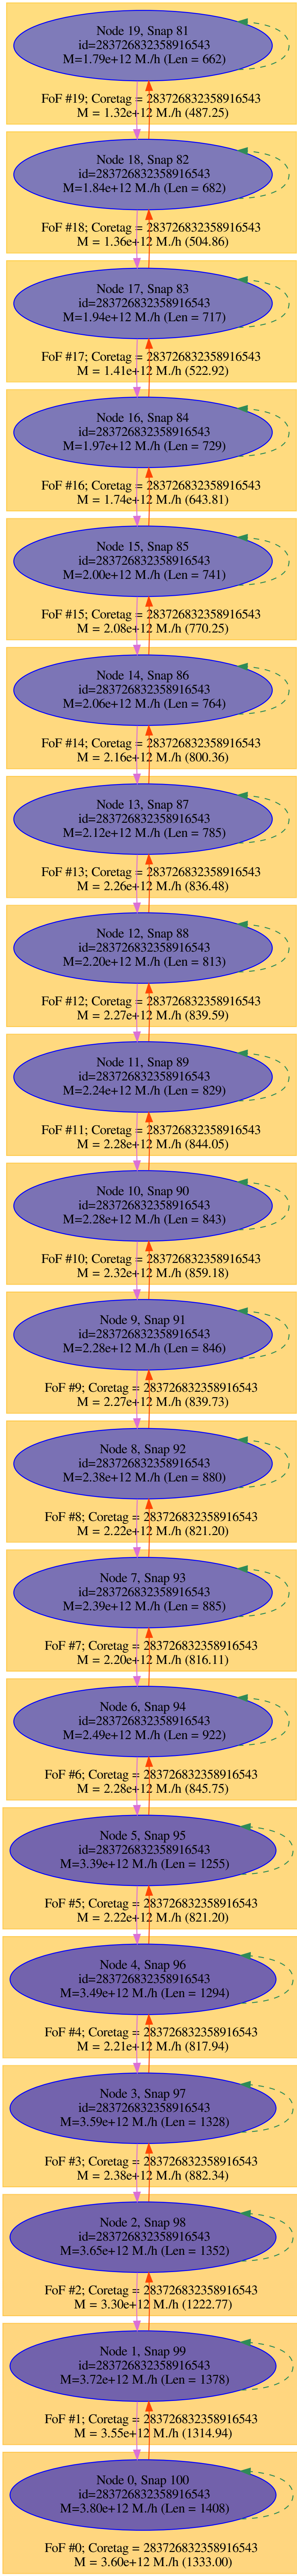 Node 19, Snap 81
id=283726832358916543
M=1.79e+12 M./h (Len = 662)
FoF #19; Coretag = 283726832358916543
M = 1.32e+12 M./h (487.25)
Node 18, Snap 82
id=283726832358916543
M=1.84e+12 M./h (Len = 682)
FoF #18; Coretag = 283726832358916543
M = 1.36e+12 M./h (504.86)
Node 17, Snap 83
id=283726832358916543
M=1.94e+12 M./h (Len = 717)
FoF #17; Coretag = 283726832358916543
M = 1.41e+12 M./h (522.92)
Node 16, Snap 84
id=283726832358916543
M=1.97e+12 M./h (Len = 729)
FoF #16; Coretag = 283726832358916543
M = 1.74e+12 M./h (643.81)
Node 15, Snap 85
id=283726832358916543
M=2.00e+12 M./h (Len = 741)
FoF #15; Coretag = 283726832358916543
M = 2.08e+12 M./h (770.25)
Node 14, Snap 86
id=283726832358916543
M=2.06e+12 M./h (Len = 764)
FoF #14; Coretag = 283726832358916543
M = 2.16e+12 M./h (800.36)
Node 13, Snap 87
id=283726832358916543
M=2.12e+12 M./h (Len = 785)
FoF #13; Coretag = 283726832358916543
M = 2.26e+12 M./h (836.48)
Node 12, Snap 88
id=283726832358916543
M=2.20e+12 M./h (Len = 813)
FoF #12; Coretag = 283726832358916543
M = 2.27e+12 M./h (839.59)
Node 11, Snap 89
id=283726832358916543
M=2.24e+12 M./h (Len = 829)
FoF #11; Coretag = 283726832358916543
M = 2.28e+12 M./h (844.05)
Node 10, Snap 90
id=283726832358916543
M=2.28e+12 M./h (Len = 843)
FoF #10; Coretag = 283726832358916543
M = 2.32e+12 M./h (859.18)
Node 9, Snap 91
id=283726832358916543
M=2.28e+12 M./h (Len = 846)
FoF #9; Coretag = 283726832358916543
M = 2.27e+12 M./h (839.73)
Node 8, Snap 92
id=283726832358916543
M=2.38e+12 M./h (Len = 880)
FoF #8; Coretag = 283726832358916543
M = 2.22e+12 M./h (821.20)
Node 7, Snap 93
id=283726832358916543
M=2.39e+12 M./h (Len = 885)
FoF #7; Coretag = 283726832358916543
M = 2.20e+12 M./h (816.11)
Node 6, Snap 94
id=283726832358916543
M=2.49e+12 M./h (Len = 922)
FoF #6; Coretag = 283726832358916543
M = 2.28e+12 M./h (845.75)
Node 5, Snap 95
id=283726832358916543
M=3.39e+12 M./h (Len = 1255)
FoF #5; Coretag = 283726832358916543
M = 2.22e+12 M./h (821.20)
Node 4, Snap 96
id=283726832358916543
M=3.49e+12 M./h (Len = 1294)
FoF #4; Coretag = 283726832358916543
M = 2.21e+12 M./h (817.94)
Node 3, Snap 97
id=283726832358916543
M=3.59e+12 M./h (Len = 1328)
FoF #3; Coretag = 283726832358916543
M = 2.38e+12 M./h (882.34)
Node 2, Snap 98
id=283726832358916543
M=3.65e+12 M./h (Len = 1352)
FoF #2; Coretag = 283726832358916543
M = 3.30e+12 M./h (1222.77)
Node 1, Snap 99
id=283726832358916543
M=3.72e+12 M./h (Len = 1378)
FoF #1; Coretag = 283726832358916543
M = 3.55e+12 M./h (1314.94)
Node 0, Snap 100
id=283726832358916543
M=3.80e+12 M./h (Len = 1408)
FoF #0; Coretag = 283726832358916543
M = 3.60e+12 M./h (1333.00)